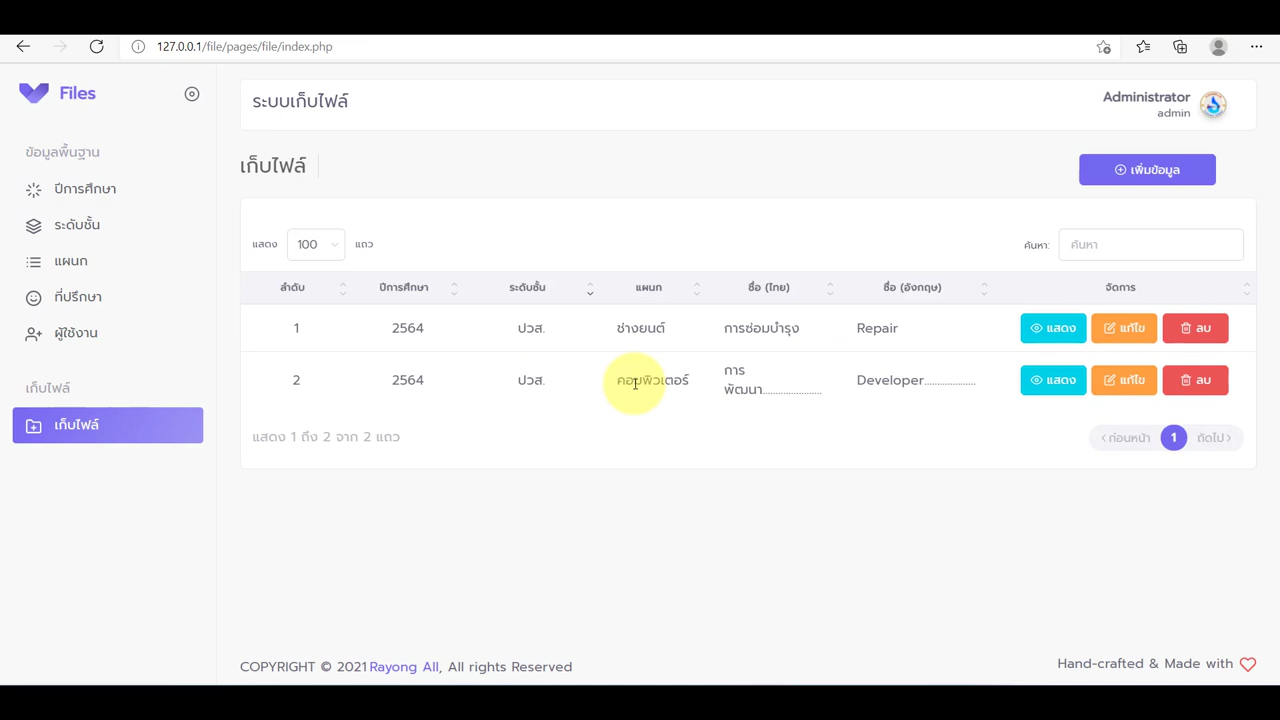 127.0.0.1/file/pages/file/index.php
Files
ระบบเก็บไฟล์
Administrator
admin
ข้อมูลพื้นฐาน
ปีการศึกษา
ระดับชั้น
แผนก
ที่ปรึกษา
ผู้ใช้งาน
เก็บไฟล์
เก็บไฟล์
เก็บไฟล์
เพิ่มข้อมูล
แสดง 100 แถว
ค้นหา: ค้นหา
ลำดับ ปีการศึกษา ระดับชั้น แผนก ชื่อ (ไทย) ชื่อ (อังกฤษ) จัดการ
1 2564 ปวส. ช่างยนต์ การซ่อมบำรุง Repair แสดง แก้ไข ลบ
2 2564 ปวส. คอมพิวเตอร์ การ
พัฒนา...................... Developer................... แสดง แก้ไข ลบ
แสดง 1 ถึง 2 จาก 2 แถว
ก่อนหน้า 1 ถัดไป
COPYRIGHT © 2021 Rayong All, All rights Reserved
Hand-crafted & Made with